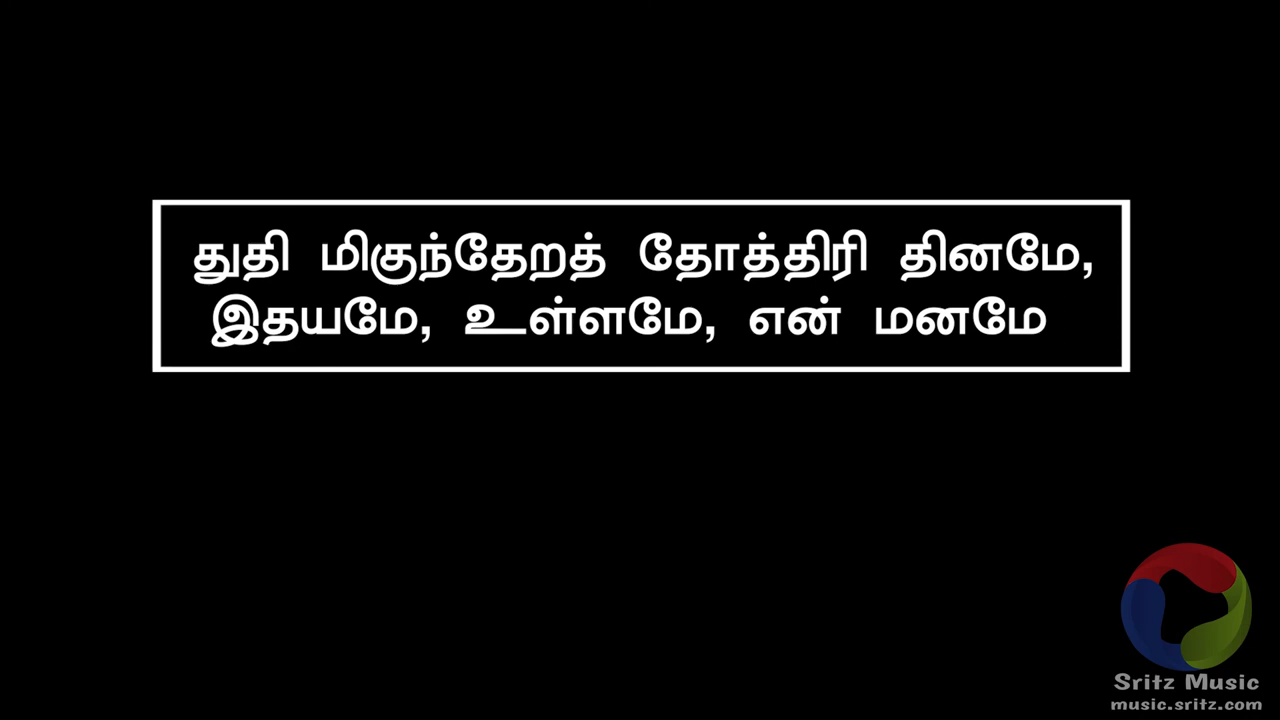 துதி மிகுந்தேறத் தோத்திரி தினமே,
இதயமே, உள்ளமே, என் மனமே
Sritz Music
music.sritz.com